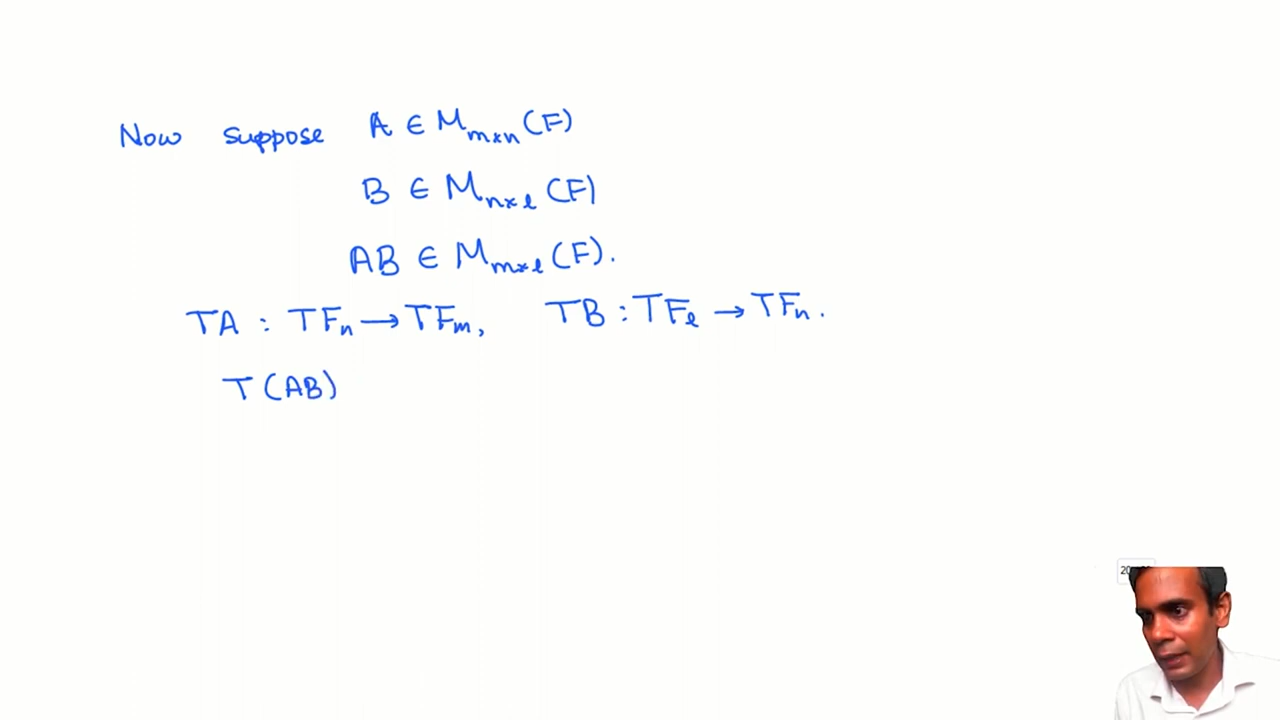 Now suppose A ∈ M_{m×n}(F)
B ∈ M_{n×l}(F)
AB ∈ M_{m×l}(F).
TA : TF_n → TF_m, TB : TF_l → TF_n.
T(AB)